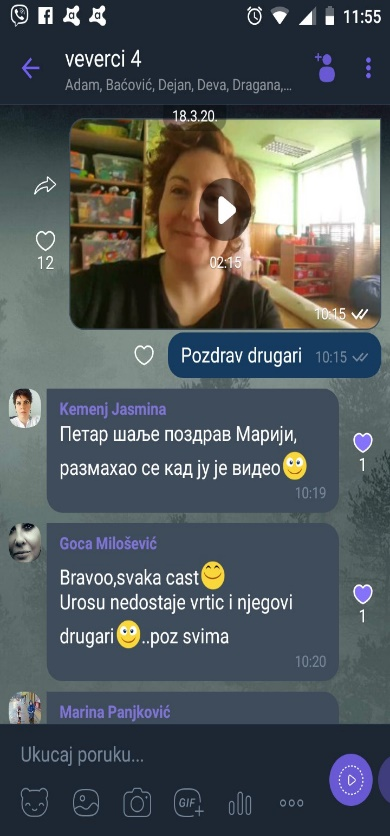 11:55
veverci 4
Adam, Baćović, Dejan, Deva, Dragana,...
18.3.20.
12
02:15
10:15
Pozdrav drugari 10:15
Kemenj Jasmina
Петар шаље поздрав Марији,
размахао се кад ју је видео
1
10:19
Goca Milošević
Bravoo,svaka cast
Urosu nedostaje vrtic i njegovi
drugari ..poz svima
1
10:20
Marina Panjković
Ukucaj poruku...
GIF